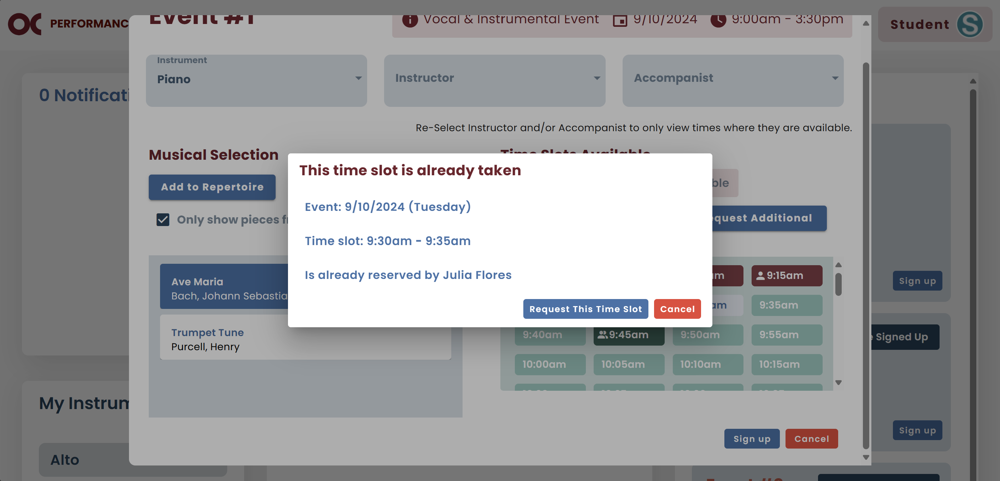 PERFORMANC
Event #1
Vocal & Instrumental Event 9/10/2024 9:00am - 3:30pm
Student
Instrument
Piano
Instructor
Accompanist
0 Notificati
Re-Select Instructor and/or Accompanist to only view times where they are available.
Musical Selection
Time Slots Available
This time slot is already taken
Add to Repertoire
ble
Event: 9/10/2024 (Tuesday)
Only show pieces f
quest Additional
Time slot: 9:30am - 9:35am
Is already reserved by Julia Flores
Ave Maria
Bach, Johann Sebastia
m
9:15am
Sign up
Request This Time Slot
Cancel
am
9:35am
Trumpet Tune
Purcell, Henry
9:40am
9:45am
9:50am
9:55am
Signed Up
10:00am
10:05am
10:10am
10:15am
My Instrum
Sign up
Cancel
Sign up
Alto